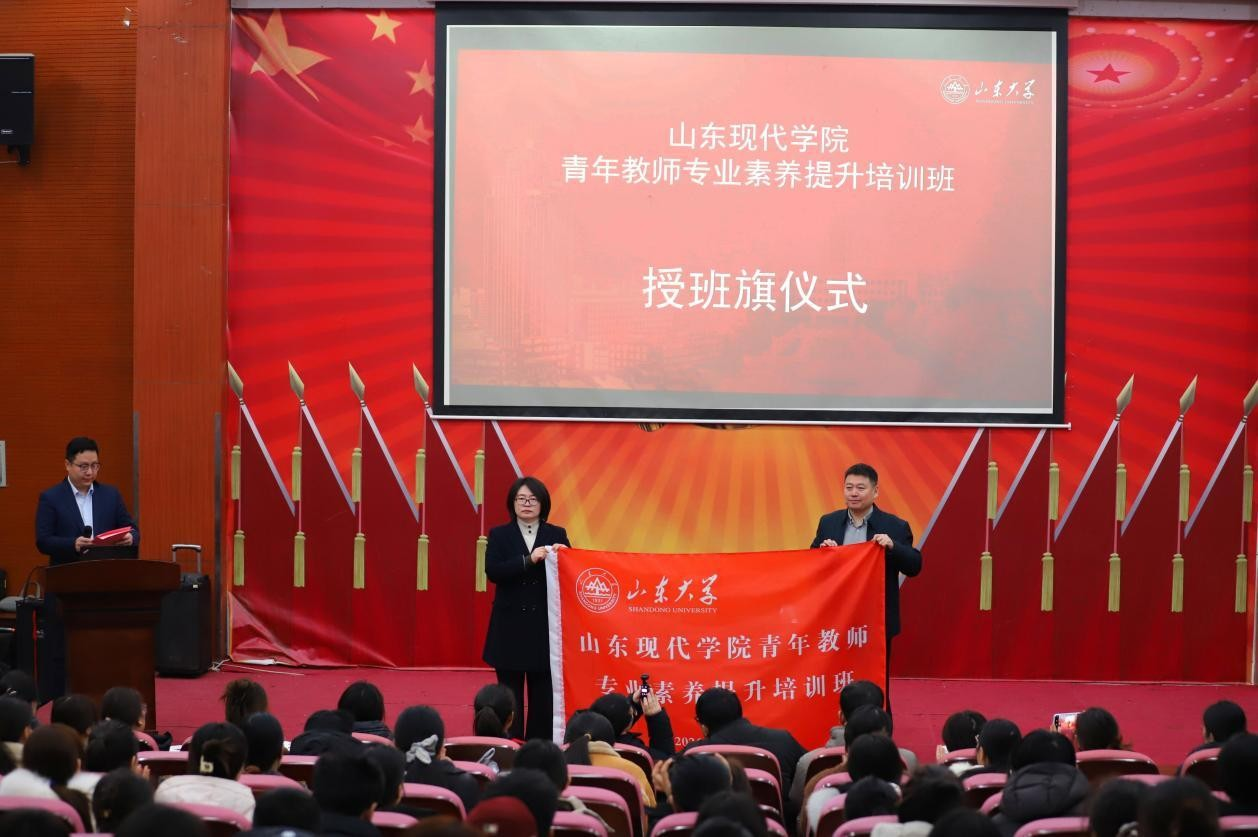 山东大学
SHANDONG UNIVERSITY
山东现代学院
青年教师专业素养提升培训班
授班旗仪式
山东大学
SHANDONG UNIVERSITY
山东现代学院青年教师
专业素养提升培训班